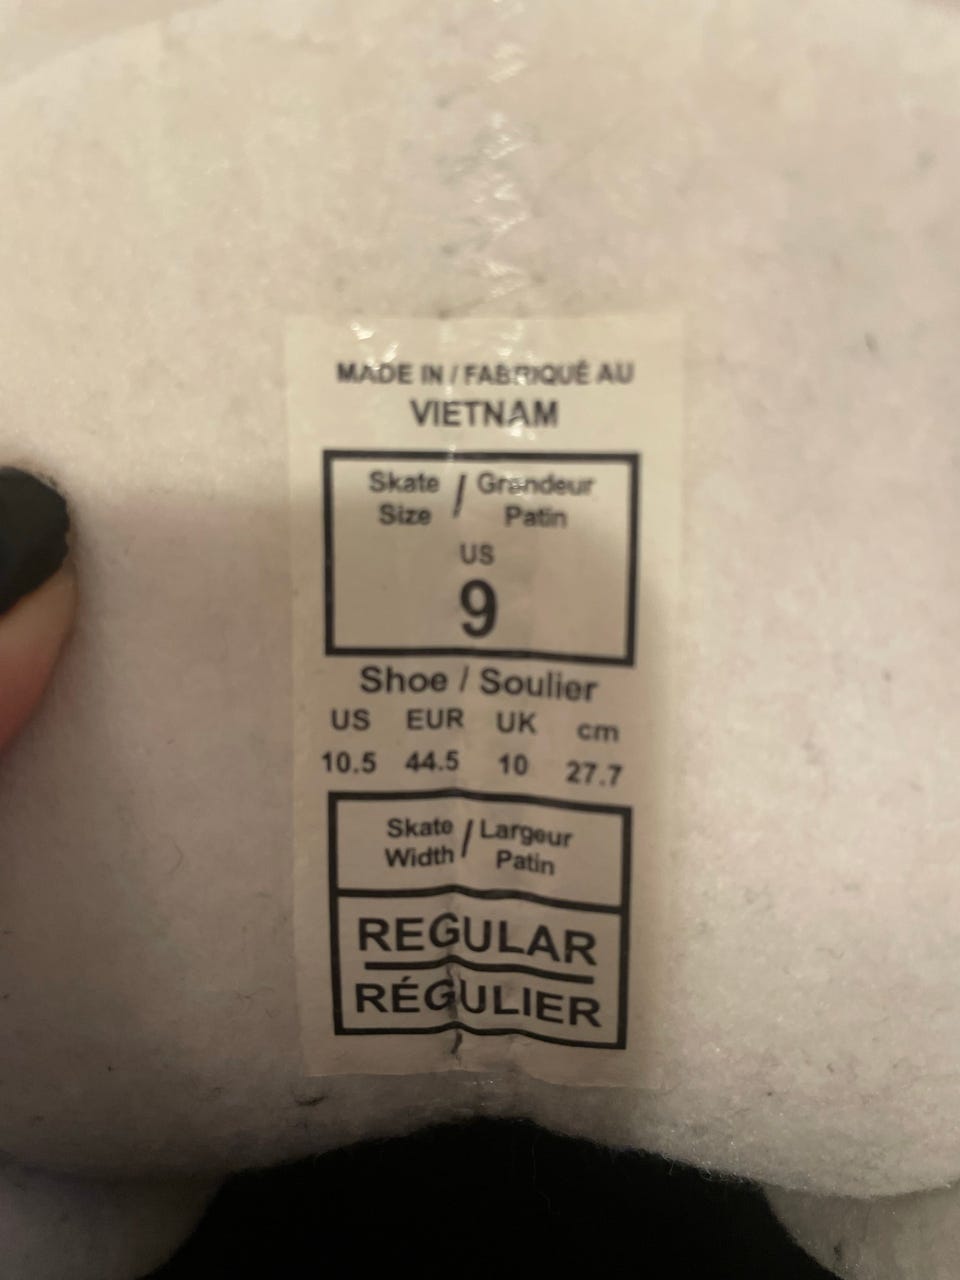 MADE IN / FABRIQUÉ AU
VIETNAM
Skate Size / Grandeur Patin
US
9
Shoe / Soulier
US EUR UK cm
10.5 44.5 10 27.7
Skate Width / Largeur Patin
REGULAR
RÉGULIER